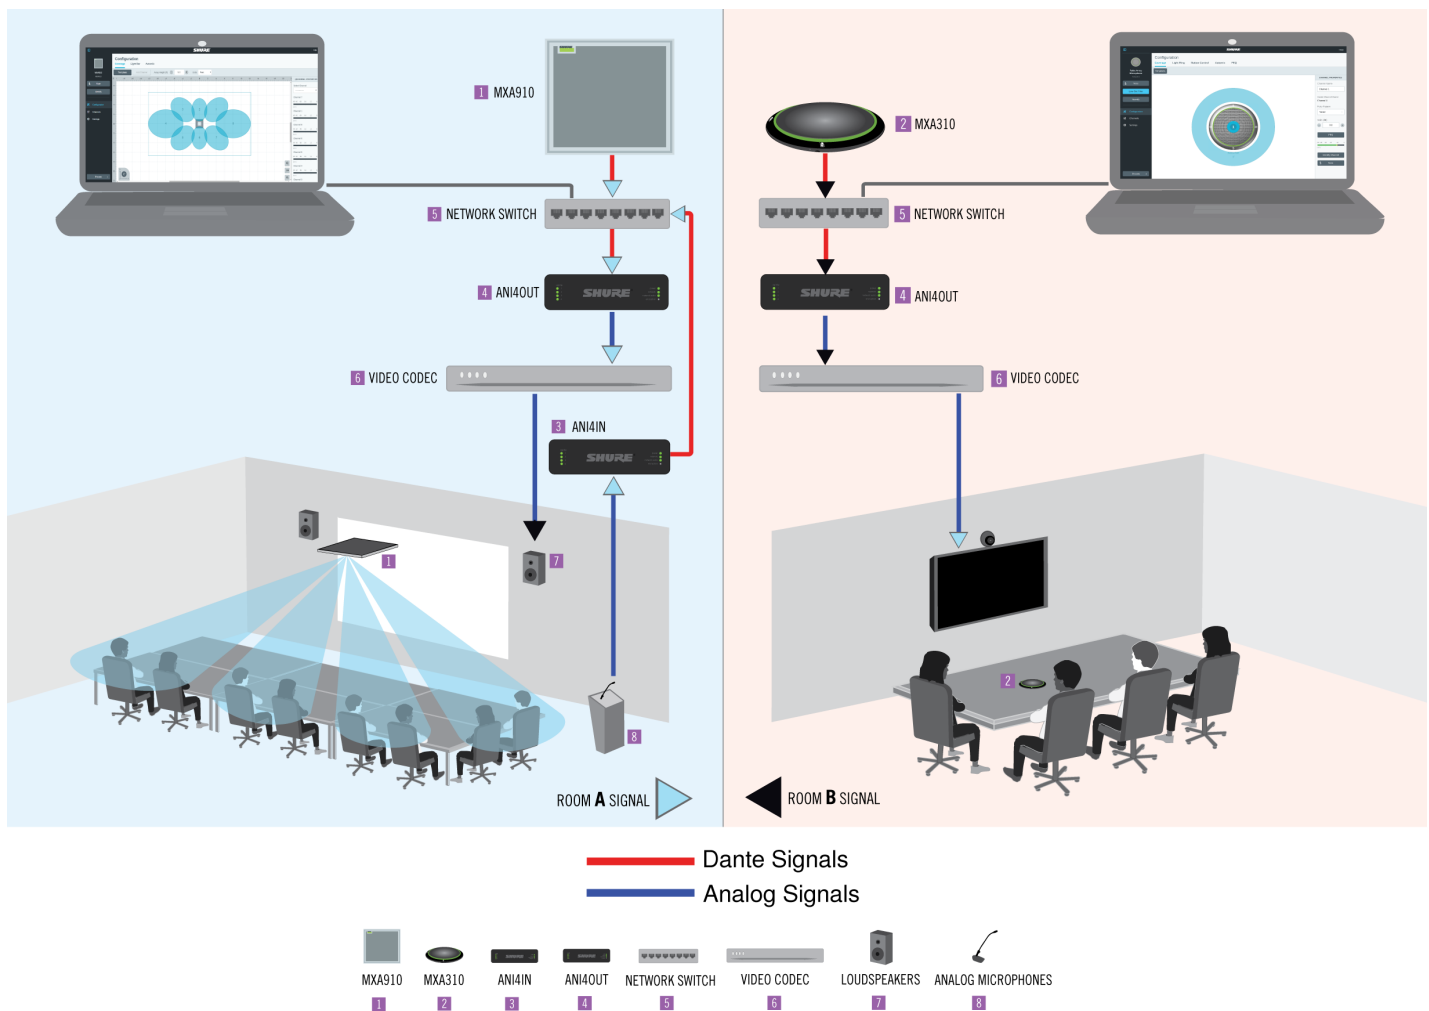 SHURE
Configuration
SHURE
Configuration
1 MXA910
2 MXA310
5 NETWORK SWITCH
5 NETWORK SWITCH
4 ANI4OUT
SHURE
SHURE
4 ANI4OUT
6 VIDEO CODEC
6 VIDEO CODEC
3 ANI4IN
SHURE
1
7
2
8
ROOM A SIGNAL
ROOM B SIGNAL
Dante Signals
Analog Signals
MXA910
MXA310
ANI4IN
ANI4OUT
NETWORK SWITCH
VIDEO CODEC
LOUDSPEAKERS
ANALOG MICROPHONES
1
2
3
4
5
6
7
8